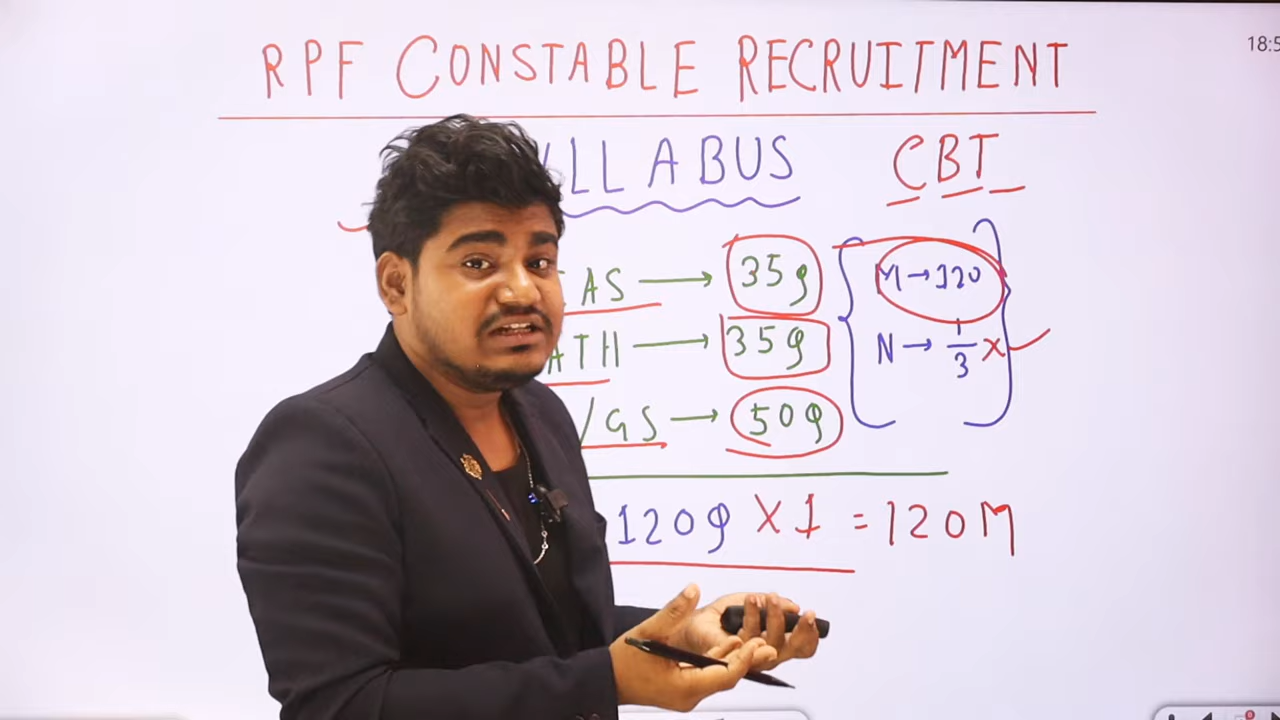 RPF CONSTABLE RECRUITMENT
18:5
LLABUS
CBT
AS → 35Q
M → 120
ATH → 35Q
N → 1/3 X
/GS → 50Q
120Q X 1 = 120M